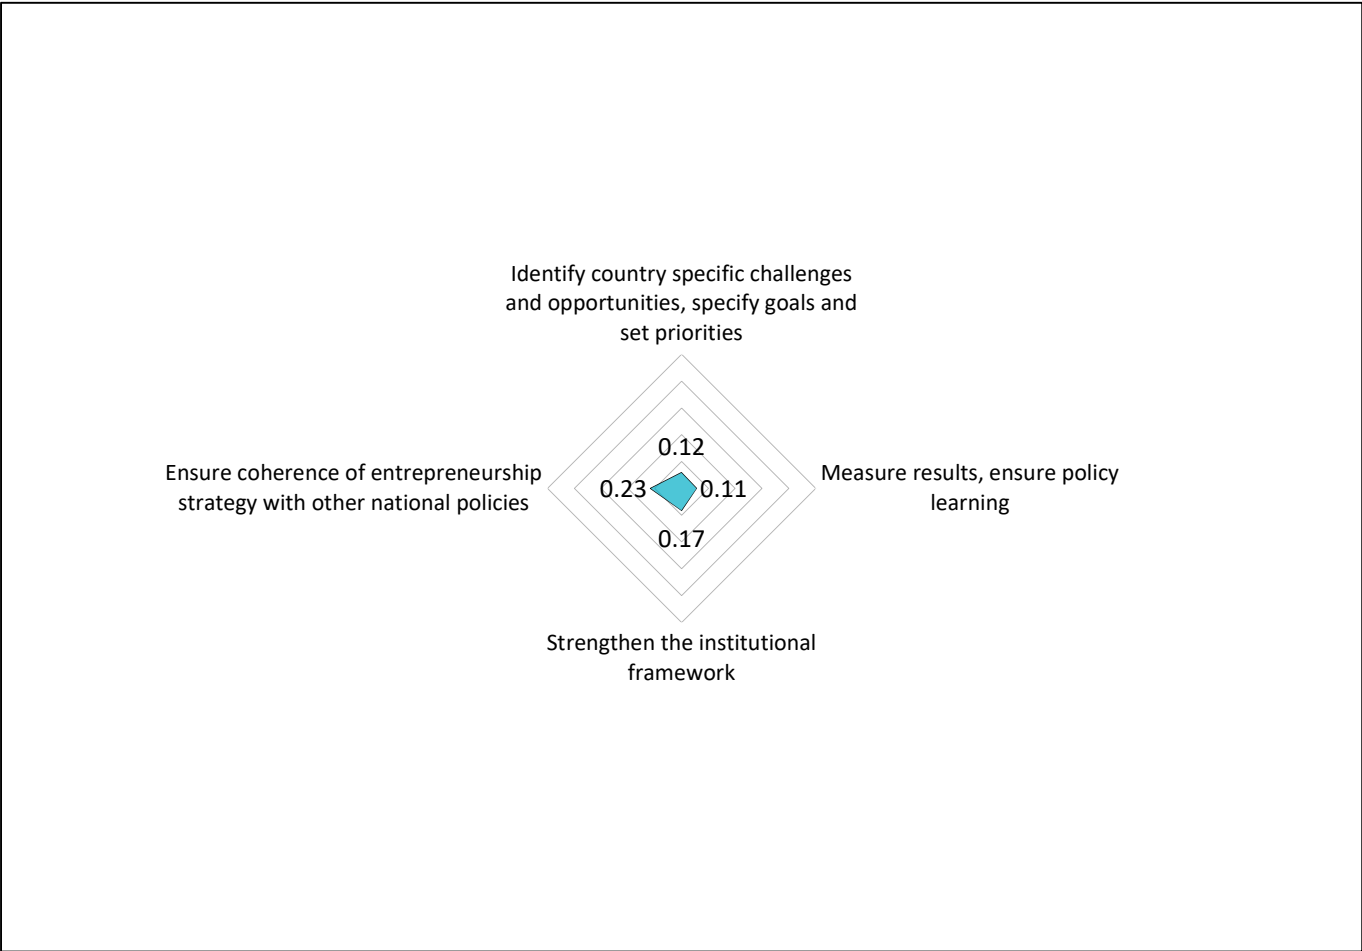 Identify country specific challenges
and opportunities, specify goals and
set priorities
0.12
Ensure coherence of entrepreneurship
strategy with other national policies
0.23
0.11
Measure results, ensure policy
learning
0.17
Strengthen the institutional
framework